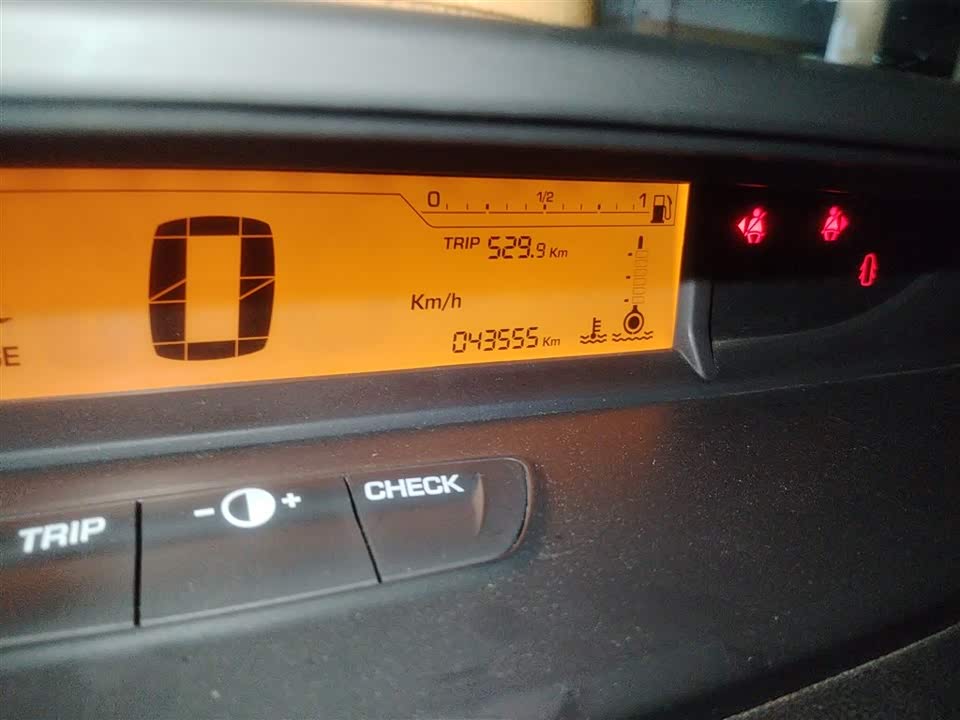 0 1/2 1
TRIP 529.9 Km
0
Km/h
043555 Km
TRIP
- +
CHECK